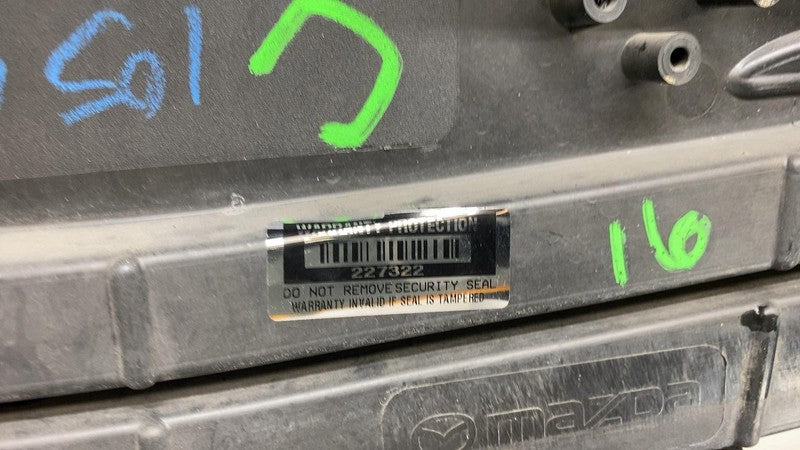 WARRANTY PROTECTION
227322
DO NOT REMOVE SECURITY SEAL
WARRANTY INVALID IF SEAL IS TAMPERED
16
mazda